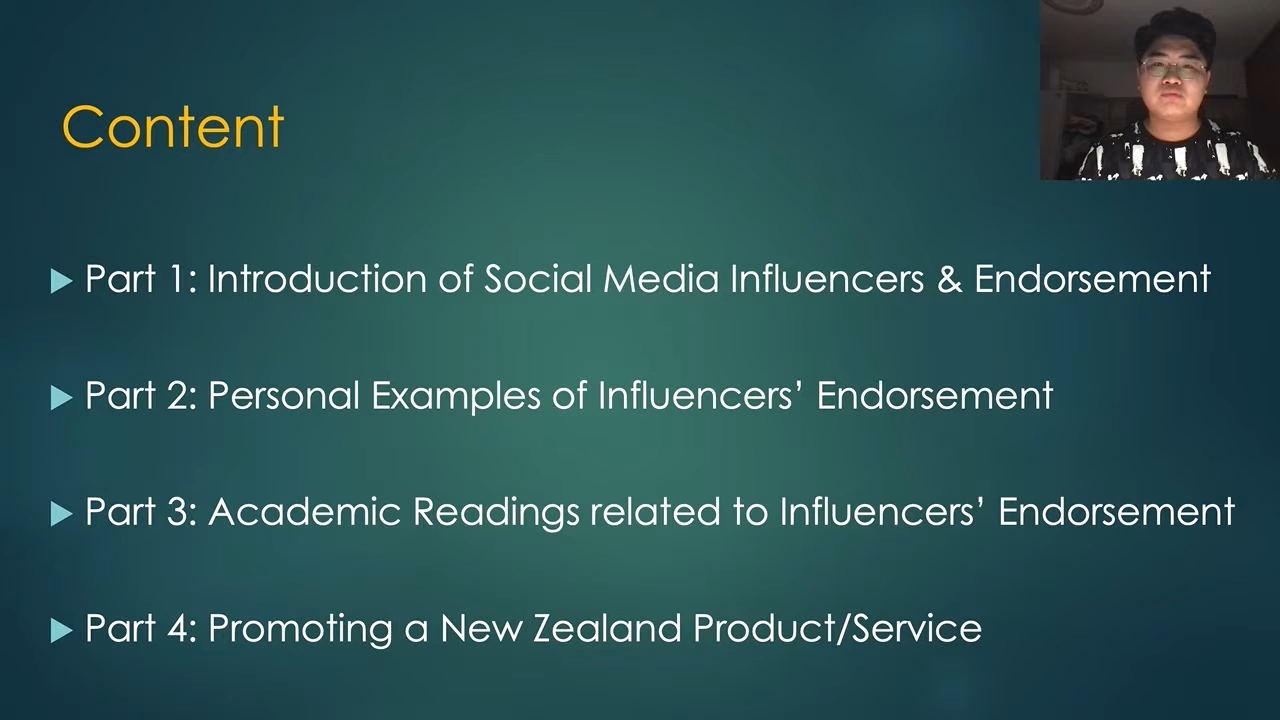 Content
Part 1: Introduction of Social Media Influencers & Endorsement
Part 2: Personal Examples of Influencers’ Endorsement
Part 3: Academic Readings related to Influencers’ Endorsement
Part 4: Promoting a New Zealand Product/Service